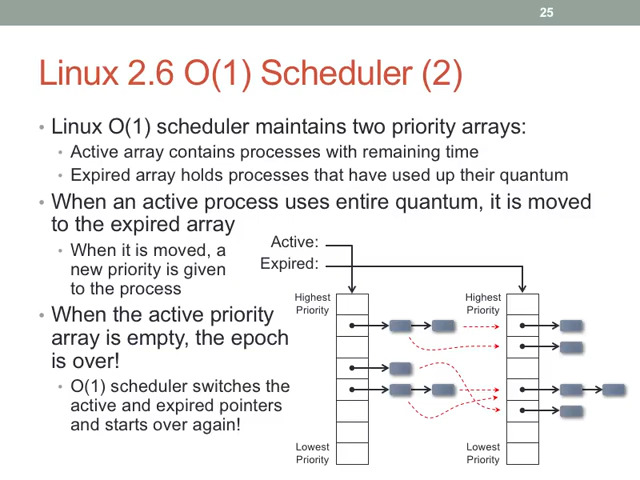 25
Linux 2.6 O(1) Scheduler (2)
• Linux O(1) scheduler maintains two priority arrays:
• Active array contains processes with remaining time
• Expired array holds processes that have used up their quantum
• When an active process uses entire quantum, it is moved
to the expired array
• When it is moved, a
new priority is given
to the process
• When the active priority
array is empty, the epoch
is over!
• O(1) scheduler switches the
active and expired pointers
and starts over again!
Active:
Expired:
Highest
Priority
Lowest
Priority
Highest
Priority
Lowest
Priority